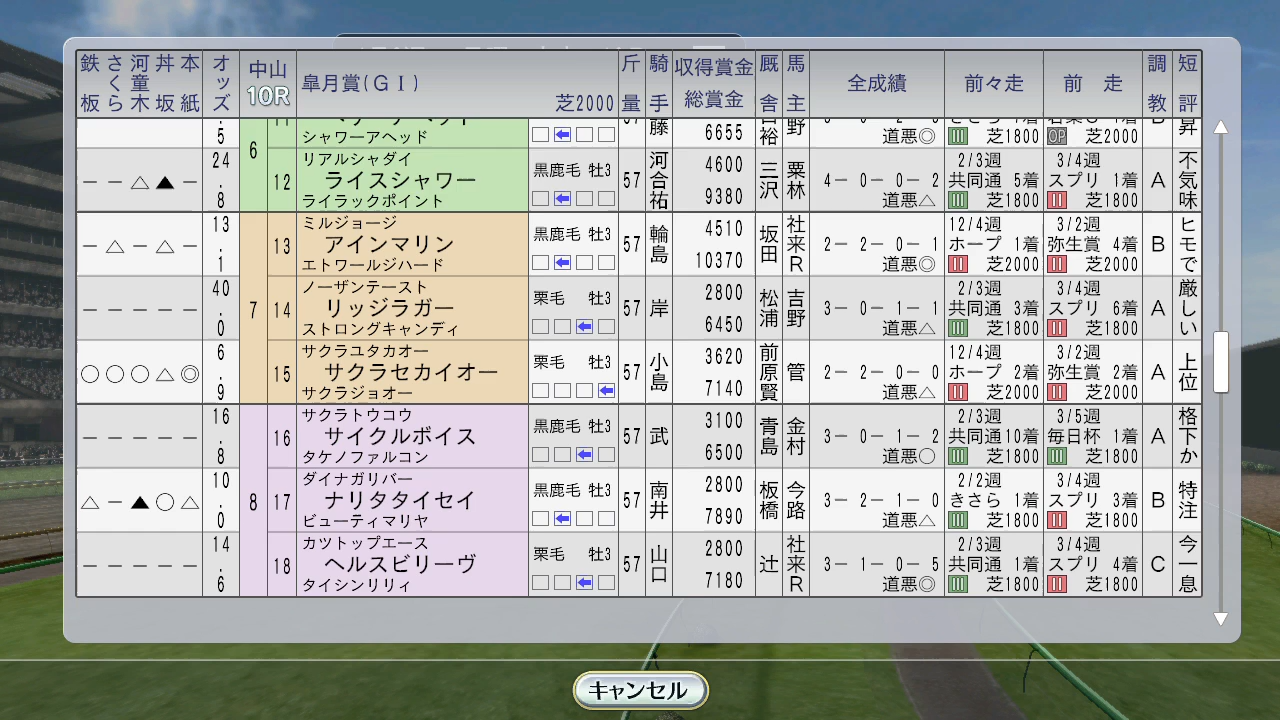 鉄板 さくら 河童木 井坂 本紙 オッズ 中山10R 皐月賞(GⅠ) 芝2000 斤量 騎手 収得賞金 総賞金 厩舎 馬主 全成績 前々走 前 走 調教 短評
.5 6 シャワーアヘッド 藤 6655 裕 野 道悪◎ III 芝1800 OP 芝2000 昇
リアルシャダイ
－ － △ ▲ － 24.8 12 ライスシャワー 黒鹿毛 牡3 57 河合祐 4600 9380 三沢 栗林 4－ 0－ 0－ 2 道悪△ 2/3週 共同通 5着 III 芝1800 3/4週 スプリ 1着 II 芝1800 A 不気味
ライラックポイント
ミルジョージ
－ △ － △ － 13.1 7 13 アインマリン 黒鹿毛 牡3 57 輪島 4510 10370 坂田 社来R 2－ 2－ 0－ 1 道悪◎ 12/4週 ホープ 1着 II 芝2000 3/2週 弥生賞 4着 II 芝2000 B ヒモで
エトワールジハード
ノーザンテースト
－ － － － － 40.0 14 リッジラガー 栗毛 牡3 57 岸 2800 6450 松浦 吉野 3－ 0－ 1－ 1 道悪△ 2/3週 共同通 3着 III 芝1800 3/4週 スプリ 6着 II 芝1800 A 厳しい
ストロングキャンディ
サクラユタカオー
○ ○ ○ △ ◎ 6.9 15 サクラセカイオー 栗毛 牡3 57 小島 3620 7140 前原賢 管 2－ 2－ 0－ 0 道悪△ 12/4週 ホープ 2着 II 芝2000 3/2週 弥生賞 2着 II 芝2000 A 上位
サクラジョオー
サクラトウコウ
－ － － － － 16.8 8 16 サイクルボイス 黒鹿毛 牡3 57 武 3100 6500 青島 金村 3－ 0－ 1－ 2 道悪○ 2/3週 共同通10着 III 芝1800 3/5週 毎日杯 1着 III 芝1800 A 格下か
タケノファルコン
ダイナガリバー
△ － ▲ ○ △ 10.0 17 ナリタタイセイ 黒鹿毛 牡3 57 南井 2800 7890 板橋 今路 3－ 2－ 1－ 0 道悪△ 2/2週 きさら 1着 III 芝1800 3/4週 スプリ 3着 II 芝1800 B 特注
ビューティマリヤ
カツトップエース
－ － － － － 14.6 18 ヘルスビリーヴ 栗毛 牡3 57 山口 2800 7180 辻 社来R 3－ 1－ 0－ 5 道悪◎ 2/3週 共同通 1着 III 芝1800 3/4週 スプリ 4着 II 芝1800 C 今一息
タイシンリリィ
キャンセル